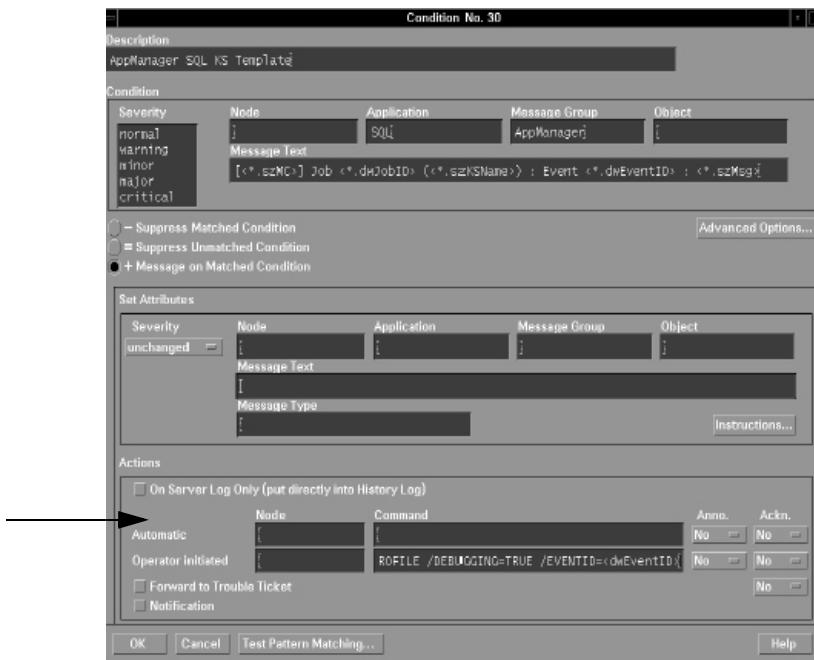 Condition No. 30
Description
AppManager SQL KS Template
Condition
Severity Node Application Message Group Object
normal
warning
minor
major
critical
SQL AppManager
Message Text
[<*.szMC>] Job <*.dwJobID> (<*.szKSName>) : Event <*.dwEventID> : <*.szMsg>
- Suppress Matched Condition
Advanced Options...
= Suppress Unmatched Condition
+ Message on Matched Condition
Set Attributes
Severity Node Application Message Group Object
unchanged
Message Text
Message Type
Instructions...
Actions
On Server Log Only (put directly into History Log)
Node Command Anno. Ackn.
Automatic No No
Operator initiated ROFILE /DEBUGGING=TRUE /EVENTID=<dwEventID> No No
Forward to Trouble Ticket No
Notification
OK Cancel Test Pattern Matching... Help